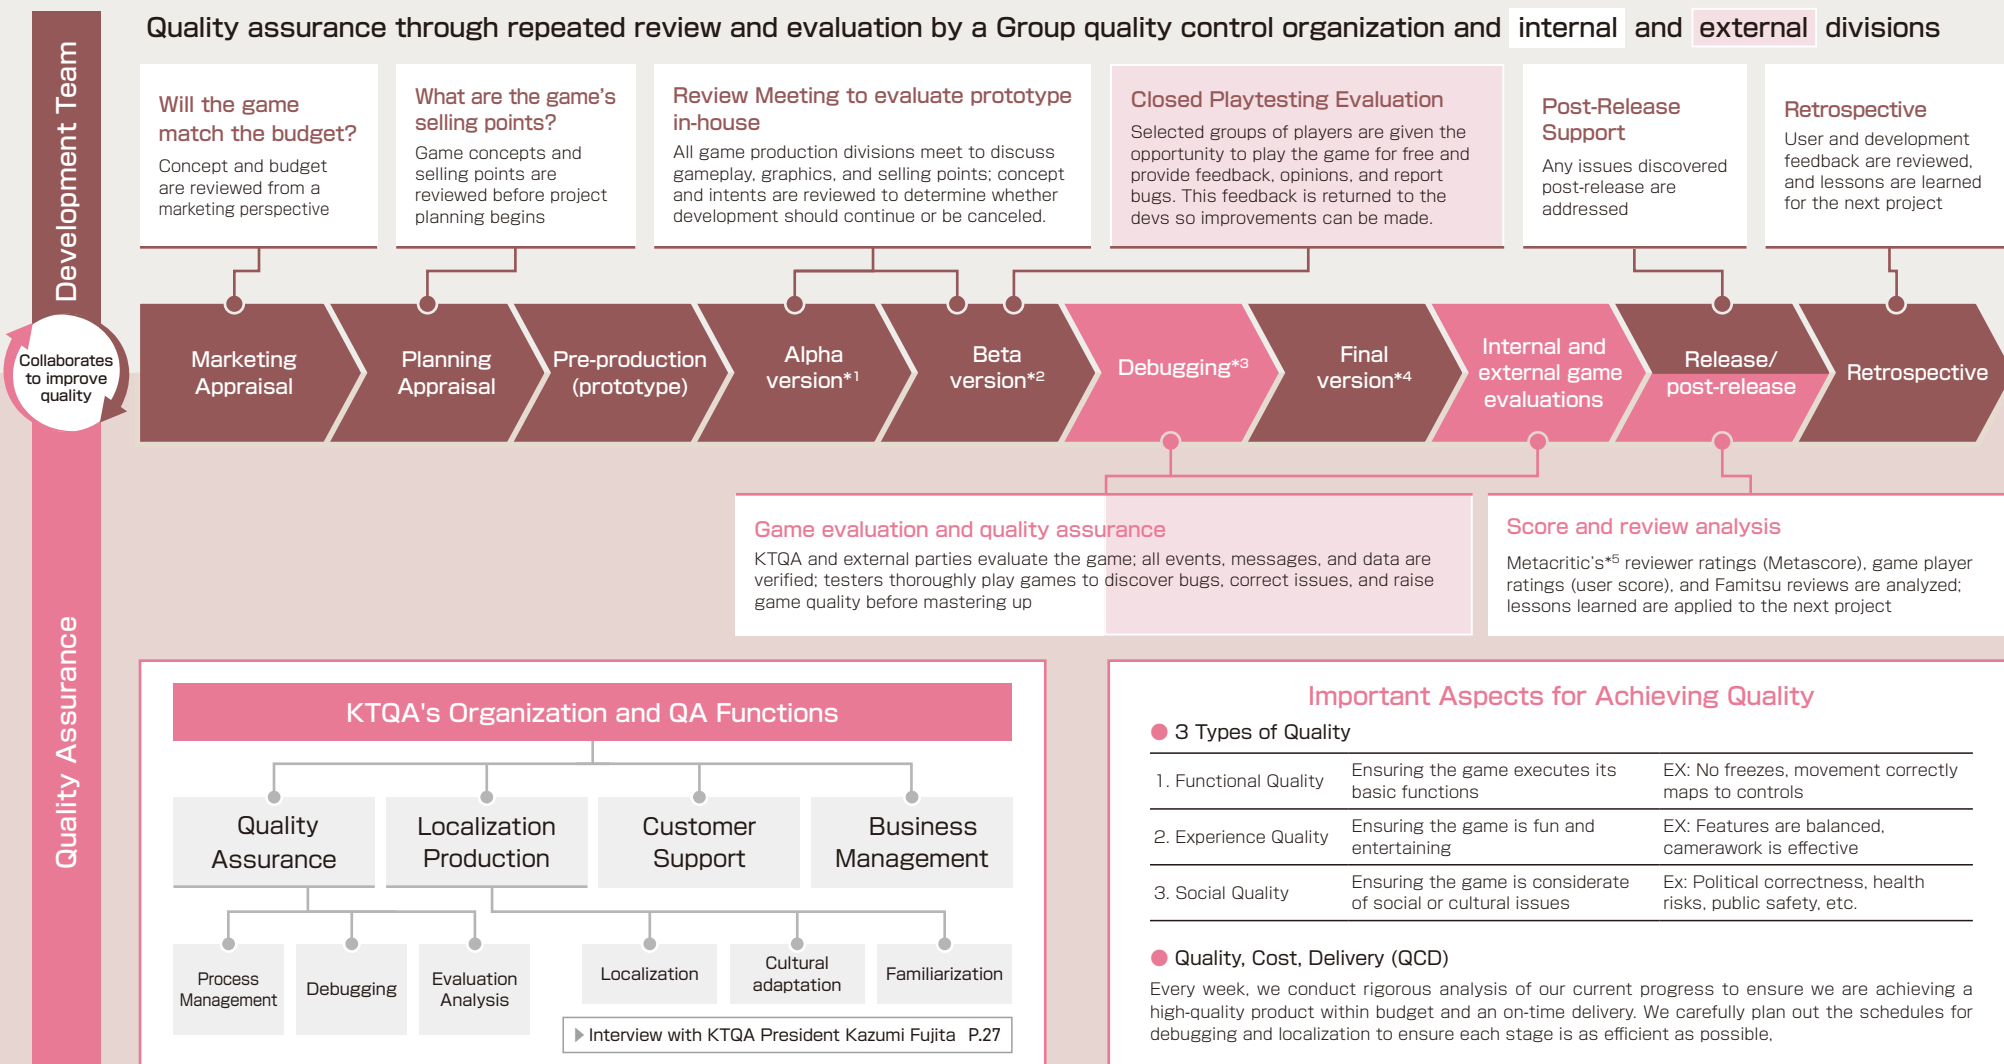 Quality assurance through repeated review and evaluation by a Group quality control organization and internal and external divisions
Development Team
Collaborates
to improve
quality
Quality Assurance
Will the game
match the budget?
Concept and budget
are reviewed from a
marketing perspective
What are the game's
selling points?
Game concepts and
selling points are
reviewed before project
planning begins
Review Meeting to evaluate prototype
in-house
All game production divisions meet to discuss
gameplay, graphics, and selling points; concept
and intents are reviewed to determine whether
development should continue or be canceled.
Closed Playtesting Evaluation
Selected groups of players are given the
opportunity to play the game for free and
provide feedback, opinions, and report
bugs. This feedback is returned to the
devs so improvements can be made.
Post-Release
Support
Any issues discovered
post-release are
addressed
Retrospective
User and development
feedback are reviewed,
and lessons are learned
for the next project
Marketing
Appraisal
Planning
Appraisal
Pre-production
(prototype)
Alpha
version*1
Beta
version*2
Debugging*3
Final
version*4
Internal and
external game
evaluations
Release/
post-release
Retrospective
Game evaluation and quality assurance
KTQA and external parties evaluate the game; all events, messages, and data are
verified; testers thoroughly play games to discover bugs, correct issues, and raise
game quality before mastering up
Score and review analysis
Metacritic's*5 reviewer ratings (Metascore), game player
ratings (user score), and Famitsu reviews are analyzed;
lessons learned are applied to the next project
KTQA's Organization and QA Functions
Quality
Assurance
Localization
Production
Customer
Support
Business
Management
Process
Management
Debugging
Evaluation
Analysis
Localization
Cultural
adaptation
Familiarization
Interview with KTQA President Kazumi Fujita P.27
Important Aspects for Achieving Quality
3 Types of Quality
1. Functional Quality
Ensuring the game executes its
basic functions
EX: No freezes, movement correctly
maps to controls
2. Experience Quality
Ensuring the game is fun and
entertaining
EX: Features are balanced,
camerawork is effective
3. Social Quality
Ensuring the game is considerate
of social or cultural issues
Ex: Political correctness, health
risks, public safety, etc.
Quality, Cost, Delivery (QCD)
Every week, we conduct rigorous analysis of our current progress to ensure we are achieving a
high-quality product within budget and an on-time delivery. We carefully plan out the schedules for
debugging and localization to ensure each stage is as efficient as possible,